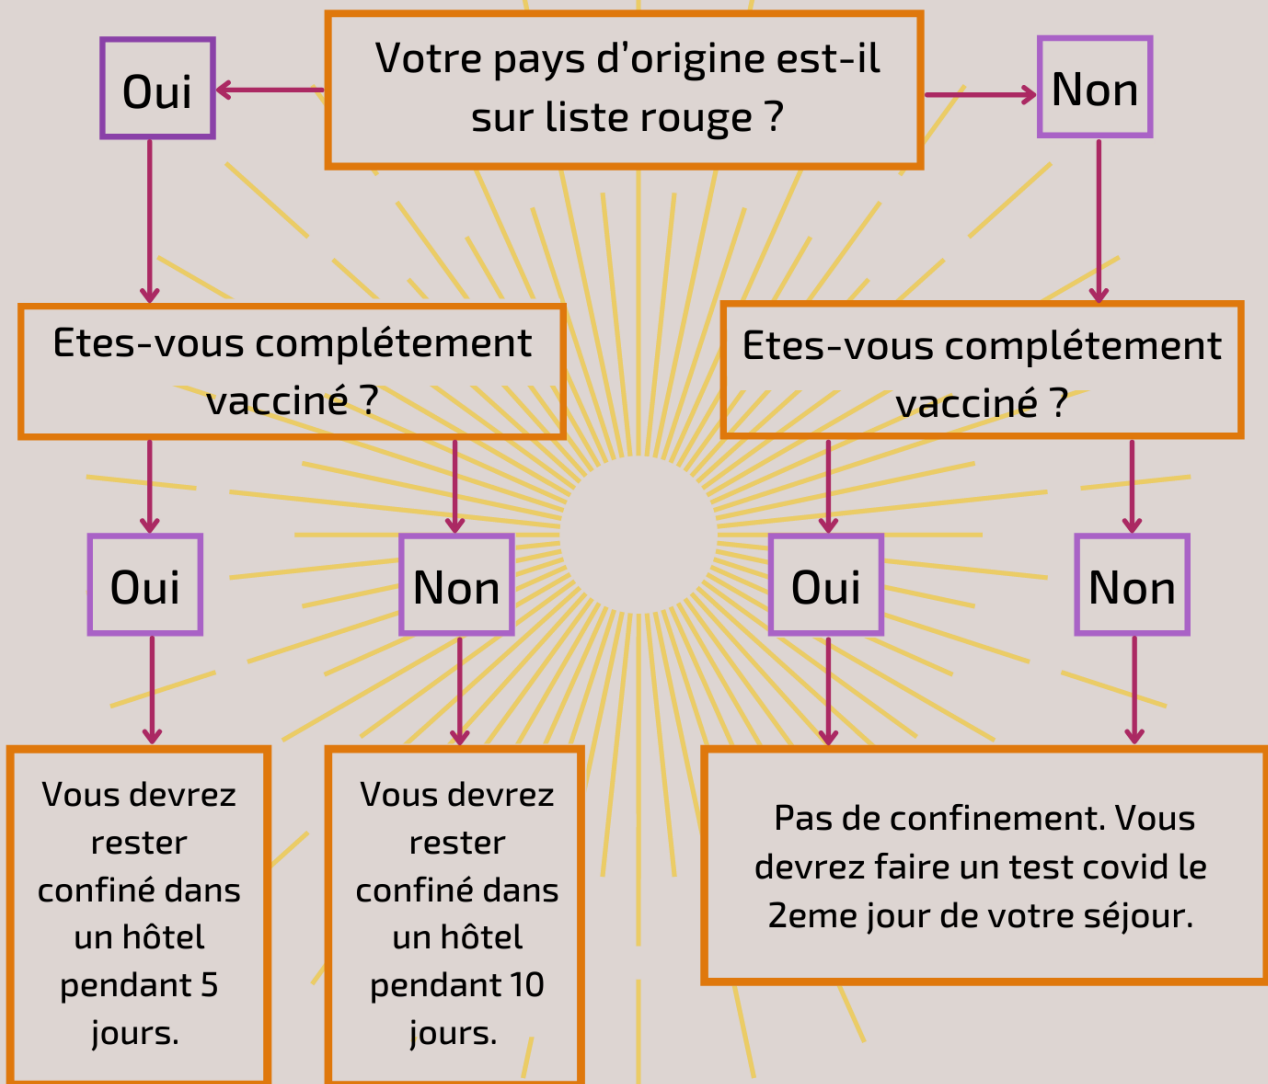 Votre pays d'origine est-il
sur liste rouge ?
Oui
Non
Etes-vous complétement
vacciné ?
Etes-vous complétement
vacciné ?
Oui
Non
Oui
Non
Vous devrez
rester
confiné dans
un hôtel
pendant 5
jours.
Vous devrez
rester
confiné dans
un hôtel
pendant 10
jours.
Pas de confinement. Vous
devrez faire un test covid le
2eme jour de votre séjour.